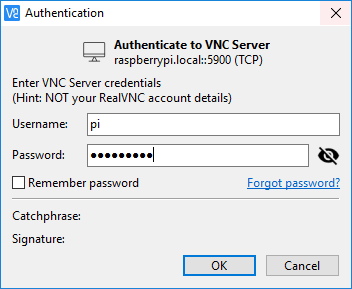 Authentication
Authenticate to VNC Server
raspberrypi.local::5900 (TCP)
Enter VNC Server credentials
(Hint: NOT your RealVNC account details)
Username: pi
Password: •••••••••
Remember password Forgot password?
Catchphrase:
Signature:
OK Cancel